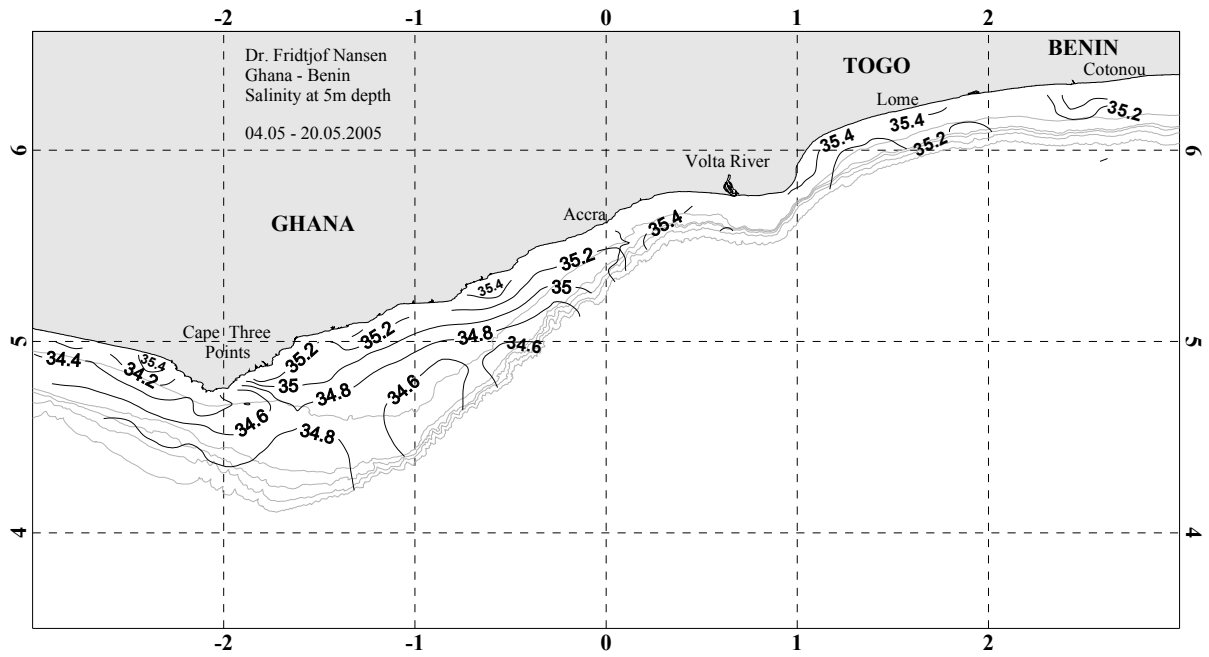 -2 -1 0 1 2
Dr. Fridtjof Nansen
Ghana - Benin
Salinity at 5m depth
04.05 - 20.05.2005
BENIN
Cotonou
TOGO
Lome
35.2
35.4
35.4
35.2
6
6
Volta River
Accra
35.4
GHANA
35.2
35.4
35
35.2
35.2
34.8
34.6
Cape Three
Points
5
5
34.4
35.4
34.2
35
34.8
34.6
34.6
34.8
4
4
-2 -1 0 1 2